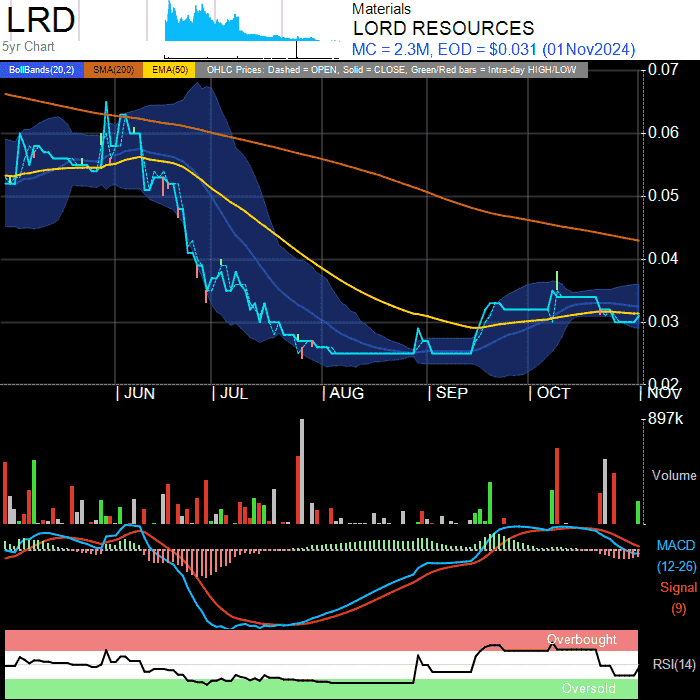 LRD
5yr Chart
Materials
LORD RESOURCES
MC = 2.3M, EOD = $0.031 (01Nov2024)
BollBands(20,2) SMA(200) EMA(50) OHLC Prices: Dashed = OPEN, Solid = CLOSE, Green/Red bars = Intra-day HIGH/LOW
0.07
0.06
0.05
0.04
0.03
0.02
JUN JUL AUG SEP OCT NOV
897k
Volume
MACD
(12-26)
Signal
(9)
Overbought
RSI(14)
Oversold